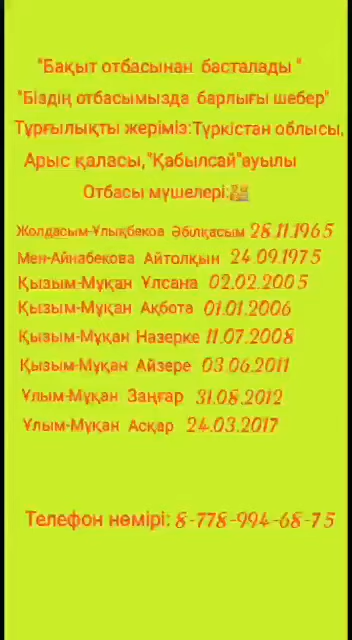 "Бақыт отбасынан басталады"
"Біздің отбасымызда барлығы шебер"
Тұрғылықты жеріміз:Түркістан облысы,
Арыс қаласы,"Қабылсай"ауылы
Отбасы мүшелері:
Жолдасым-Ұлықбеков Әбілқасым 28.11.1965
Мен-Айнабекова Айтолқын 24.09.1975
Қызым-Мұқан Ұлсана 02.02.2005
Қызым-Мұқан Ақбота 01.01.2006
Қызым-Мұқан Назерке 11.07.2008
Қызым-Мұқан Айзере 03.06.2011
Ұлым-Мұқан Заңғар 31.08.2012
Ұлым-Мұқан Асқар 24.03.2017
Телефон нөмірі: 8-778-994-68-75